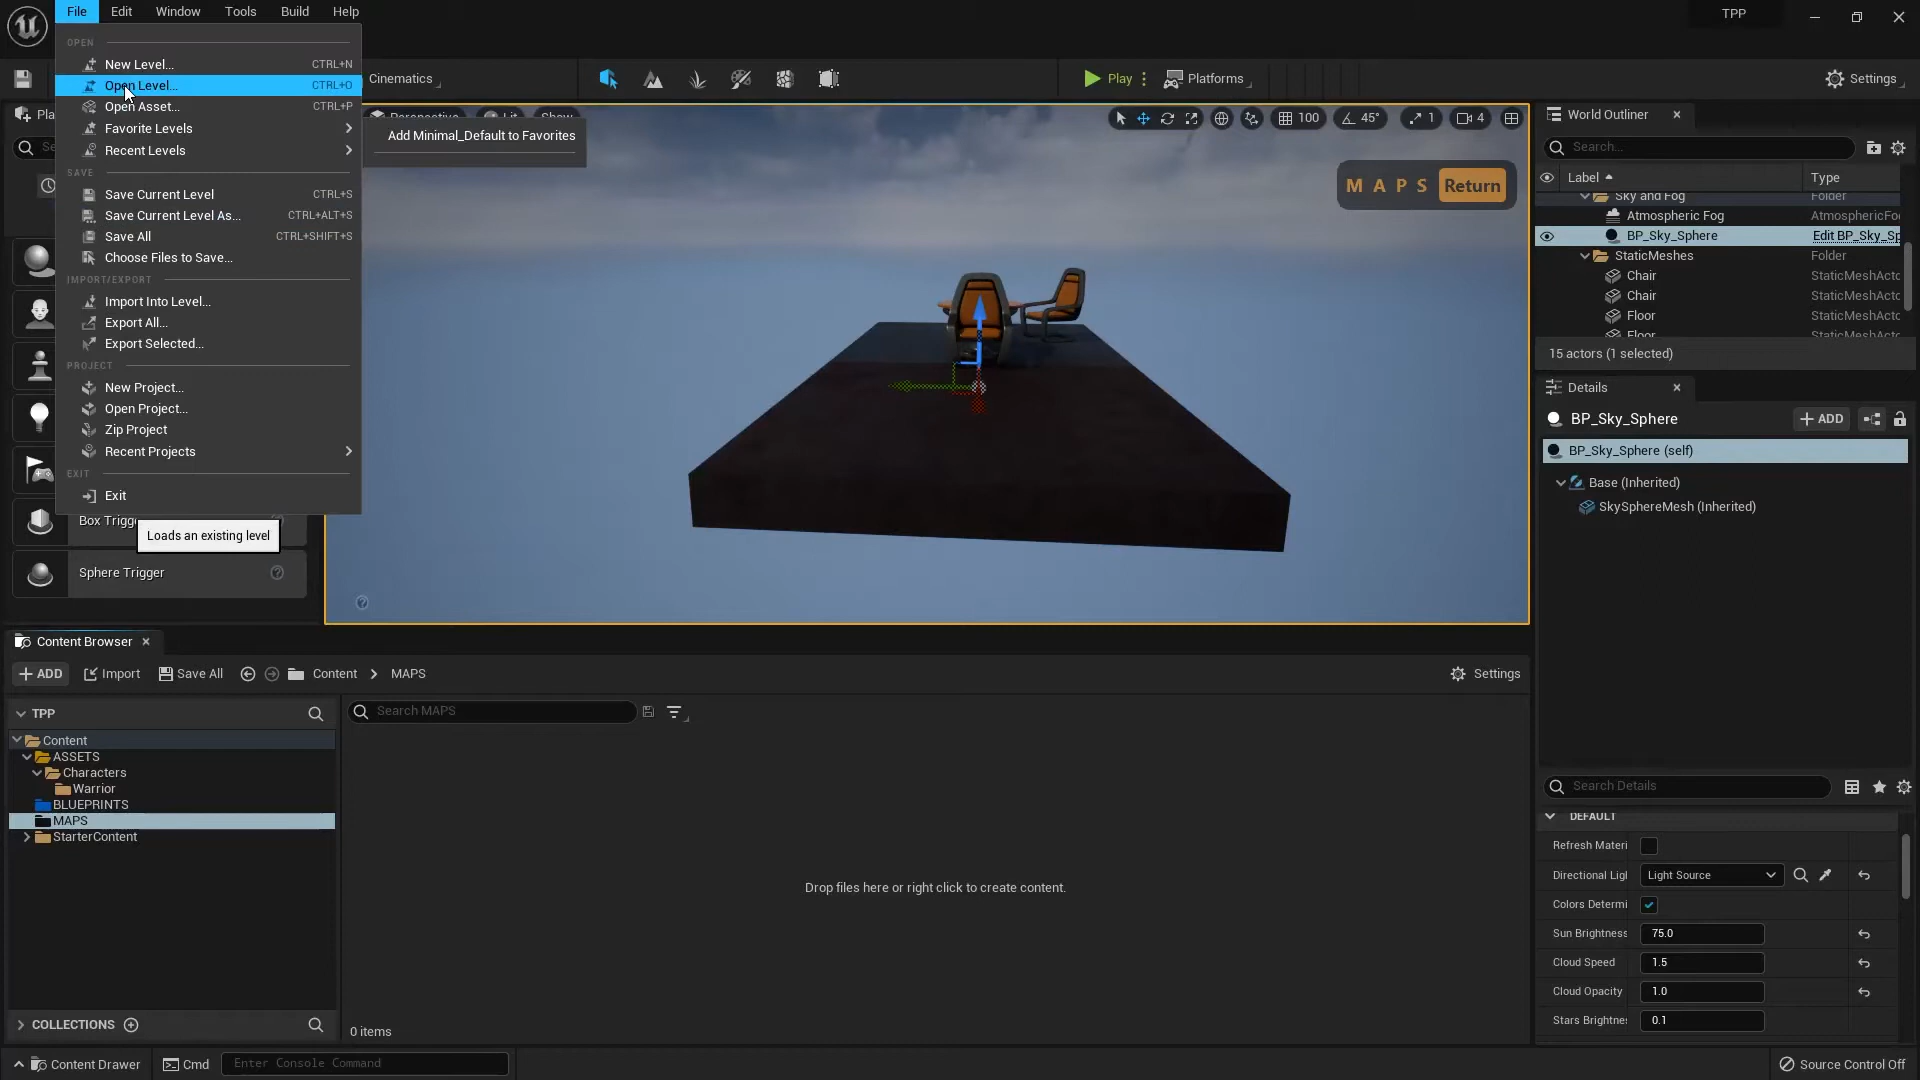 File Edit Window Tools Build Help
TPP
OPEN
New Level... CTRL+N
Open Level... CTRL+O
Open Asset... CTRL+P
Favorite Levels
Recent Levels
SAVE
Save Current Level CTRL+S
Save Current Level As... CTRL+ALT+S
Save All CTRL+SHIFT+S
Choose Files to Save...
IMPORT/EXPORT
Import Into Level...
Export All...
Export Selected...
PROJECT
New Project...
Open Project...
Zip Project
Recent Projects
EXIT
Exit
Loads an existing level
Add Minimal_Default to Favorites
Cinematics
Play
Platforms
Settings
Pla
Se
Perspective Lit Show
100 45° 1 4
M A P S Return
Box Trigg
Sphere Trigger
World Outliner
Search...
Label Type
Sky and Fog Folder
Atmospheric Fog AtmosphericFo
BP_Sky_Sphere Edit BP_Sky_Sp
StaticMeshes Folder
Chair StaticMeshActo
Chair StaticMeshActo
Floor StaticMeshActo
Floor StaticMeshActo
15 actors (1 selected)
Details
BP_Sky_Sphere
ADD
BP_Sky_Sphere (self)
Base (Inherited)
SkySphereMesh (Inherited)
Search Details
DEFAULT
Refresh Materi
Directional Ligl Light Source
Colors Determi
Sun Brightness 75.0
Cloud Speed 1.5
Cloud Opacity 1.0
Stars Brightnes 0.1
Content Browser
ADD Import Save All Content MAPS Settings
TPP
Content
ASSETS
Characters
Warrior
BLUEPRINTS
MAPS
StarterContent
COLLECTIONS
Search MAPS
Drop files here or right click to create content.
0 items
Content Drawer Cmd Enter Console Command Source Control Off